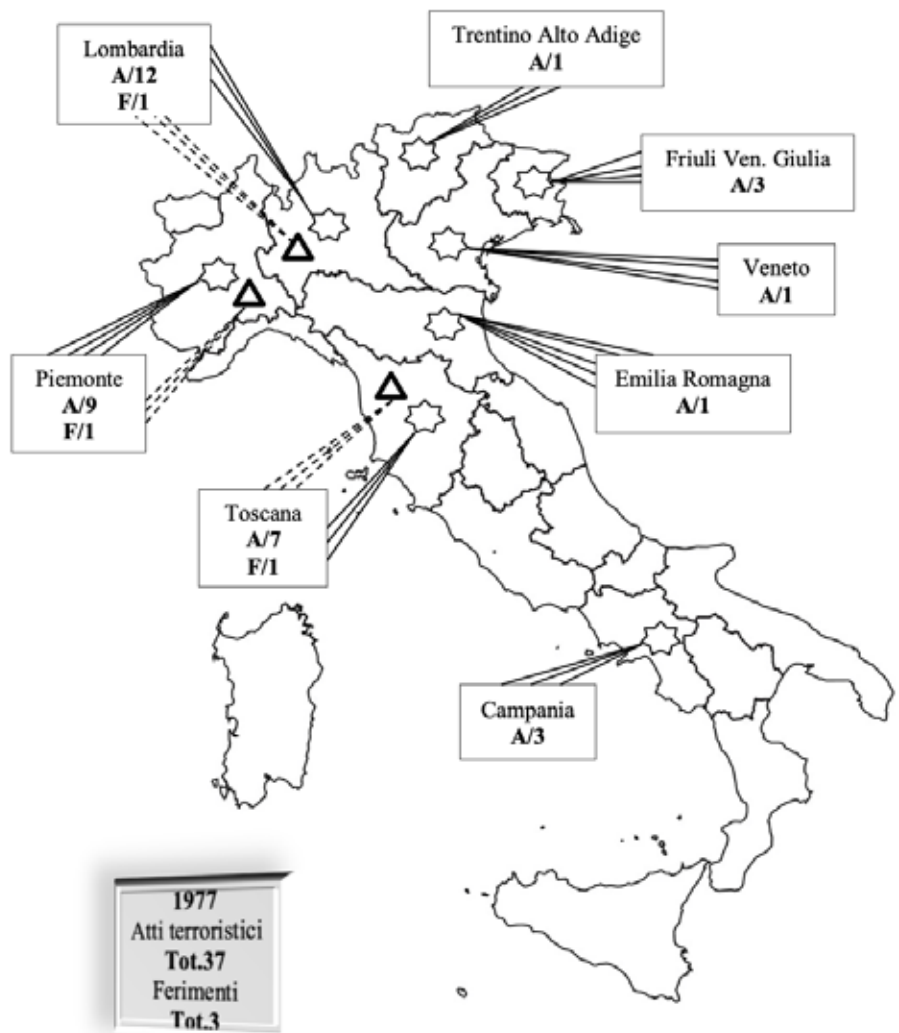 Lombardia
A/12
F/1
Trentino Alto Adige
A/1
Friuli Ven. Giulia
A/3
Veneto
A/1
Piemonte
A/9
F/1
Emilia Romagna
A/1
Toscana
A/7
F/1
Campania
A/3
1977
Atti terroristici
Tot.37
Ferimenti
Tot.3